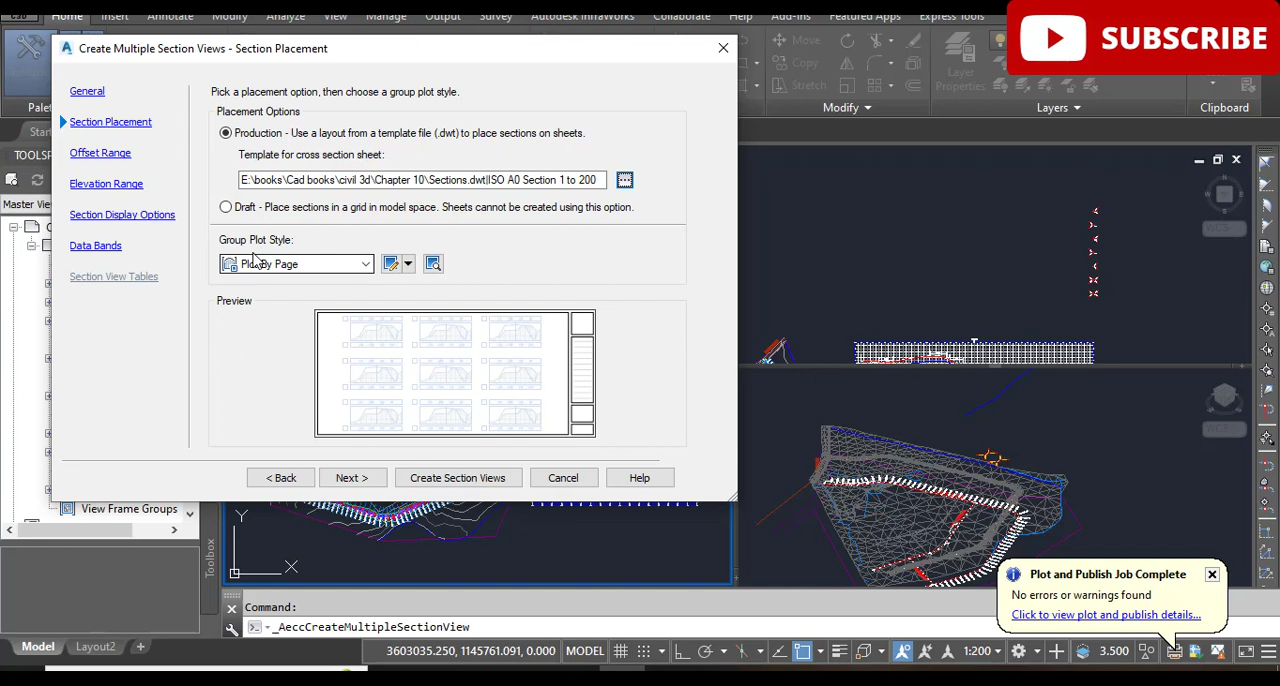 Home Insert Annotate Modify Analyze View Manage Output Survey Autodesk InfraWorks Collaborate Help Add-ins Featured Apps Express Tools
SUBSCRIBE
Create Multiple Section Views - Section Placement
General
Section Placement
Offset Range
Elevation Range
Section Display Options
Data Bands
Section View Tables
Pick a placement option, then choose a group plot style.
Placement Options
Production - Use a layout from a template file (.dwt) to place sections on sheets.
Template for cross section sheet:
E:\books\Cad books\civil 3d\Chapter 10\Sections.dwt|ISO A0 Section 1 to 200
Draft - Place sections in a grid in model space. Sheets cannot be created using this option.
Group Plot Style:
Plot By Page
Preview
< Back
Next >
Create Section Views
Cancel
Help
Move
Copy
Stretch
Modify
Layer
Properties
Layers
Clipboard
TOOLSP
Master Vie
View Frame Groups
Toolbox
Y
X
N
S
WCS
WCS
Plot and Publish Job Complete
No errors or warnings found
Click to view plot and publish details...
Command:
_AeccCreateMultipleSectionView
Model
Layout2
3603035.250, 1145761.091, 0.000
MODEL
1:200
3.500